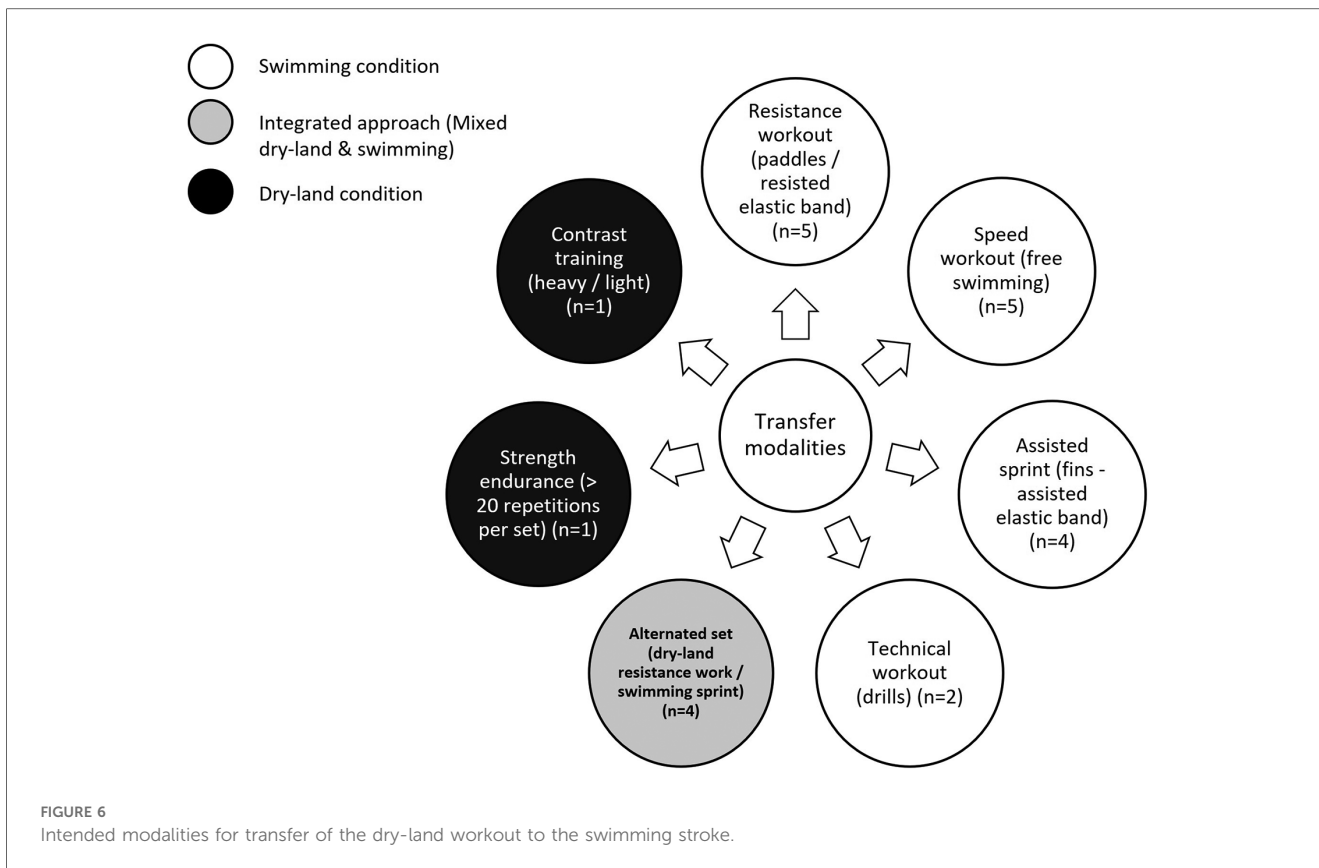 Swimming condition
Integrated approach (Mixed
dry-land & swimming)
Dry-land condition
Resistance
workout
(paddles /
resisted
elastic band)
(n=5)
Speed
workout (free
swimming)
(n=5)
Assisted
sprint (fins -
assisted
elastic band)
(n=4)
Technical
workout
(drills) (n=2)
Alternated set
(dry-land
resistance work /
swimming sprint)
(n=4)
Strength
endurance (>
20 repetitions
per set) (n=1)
Contrast
training
(heavy / light)
(n=1)
Transfer
modalities
FIGURE 6
Intended modalities for transfer of the dry-land workout to the swimming stroke.